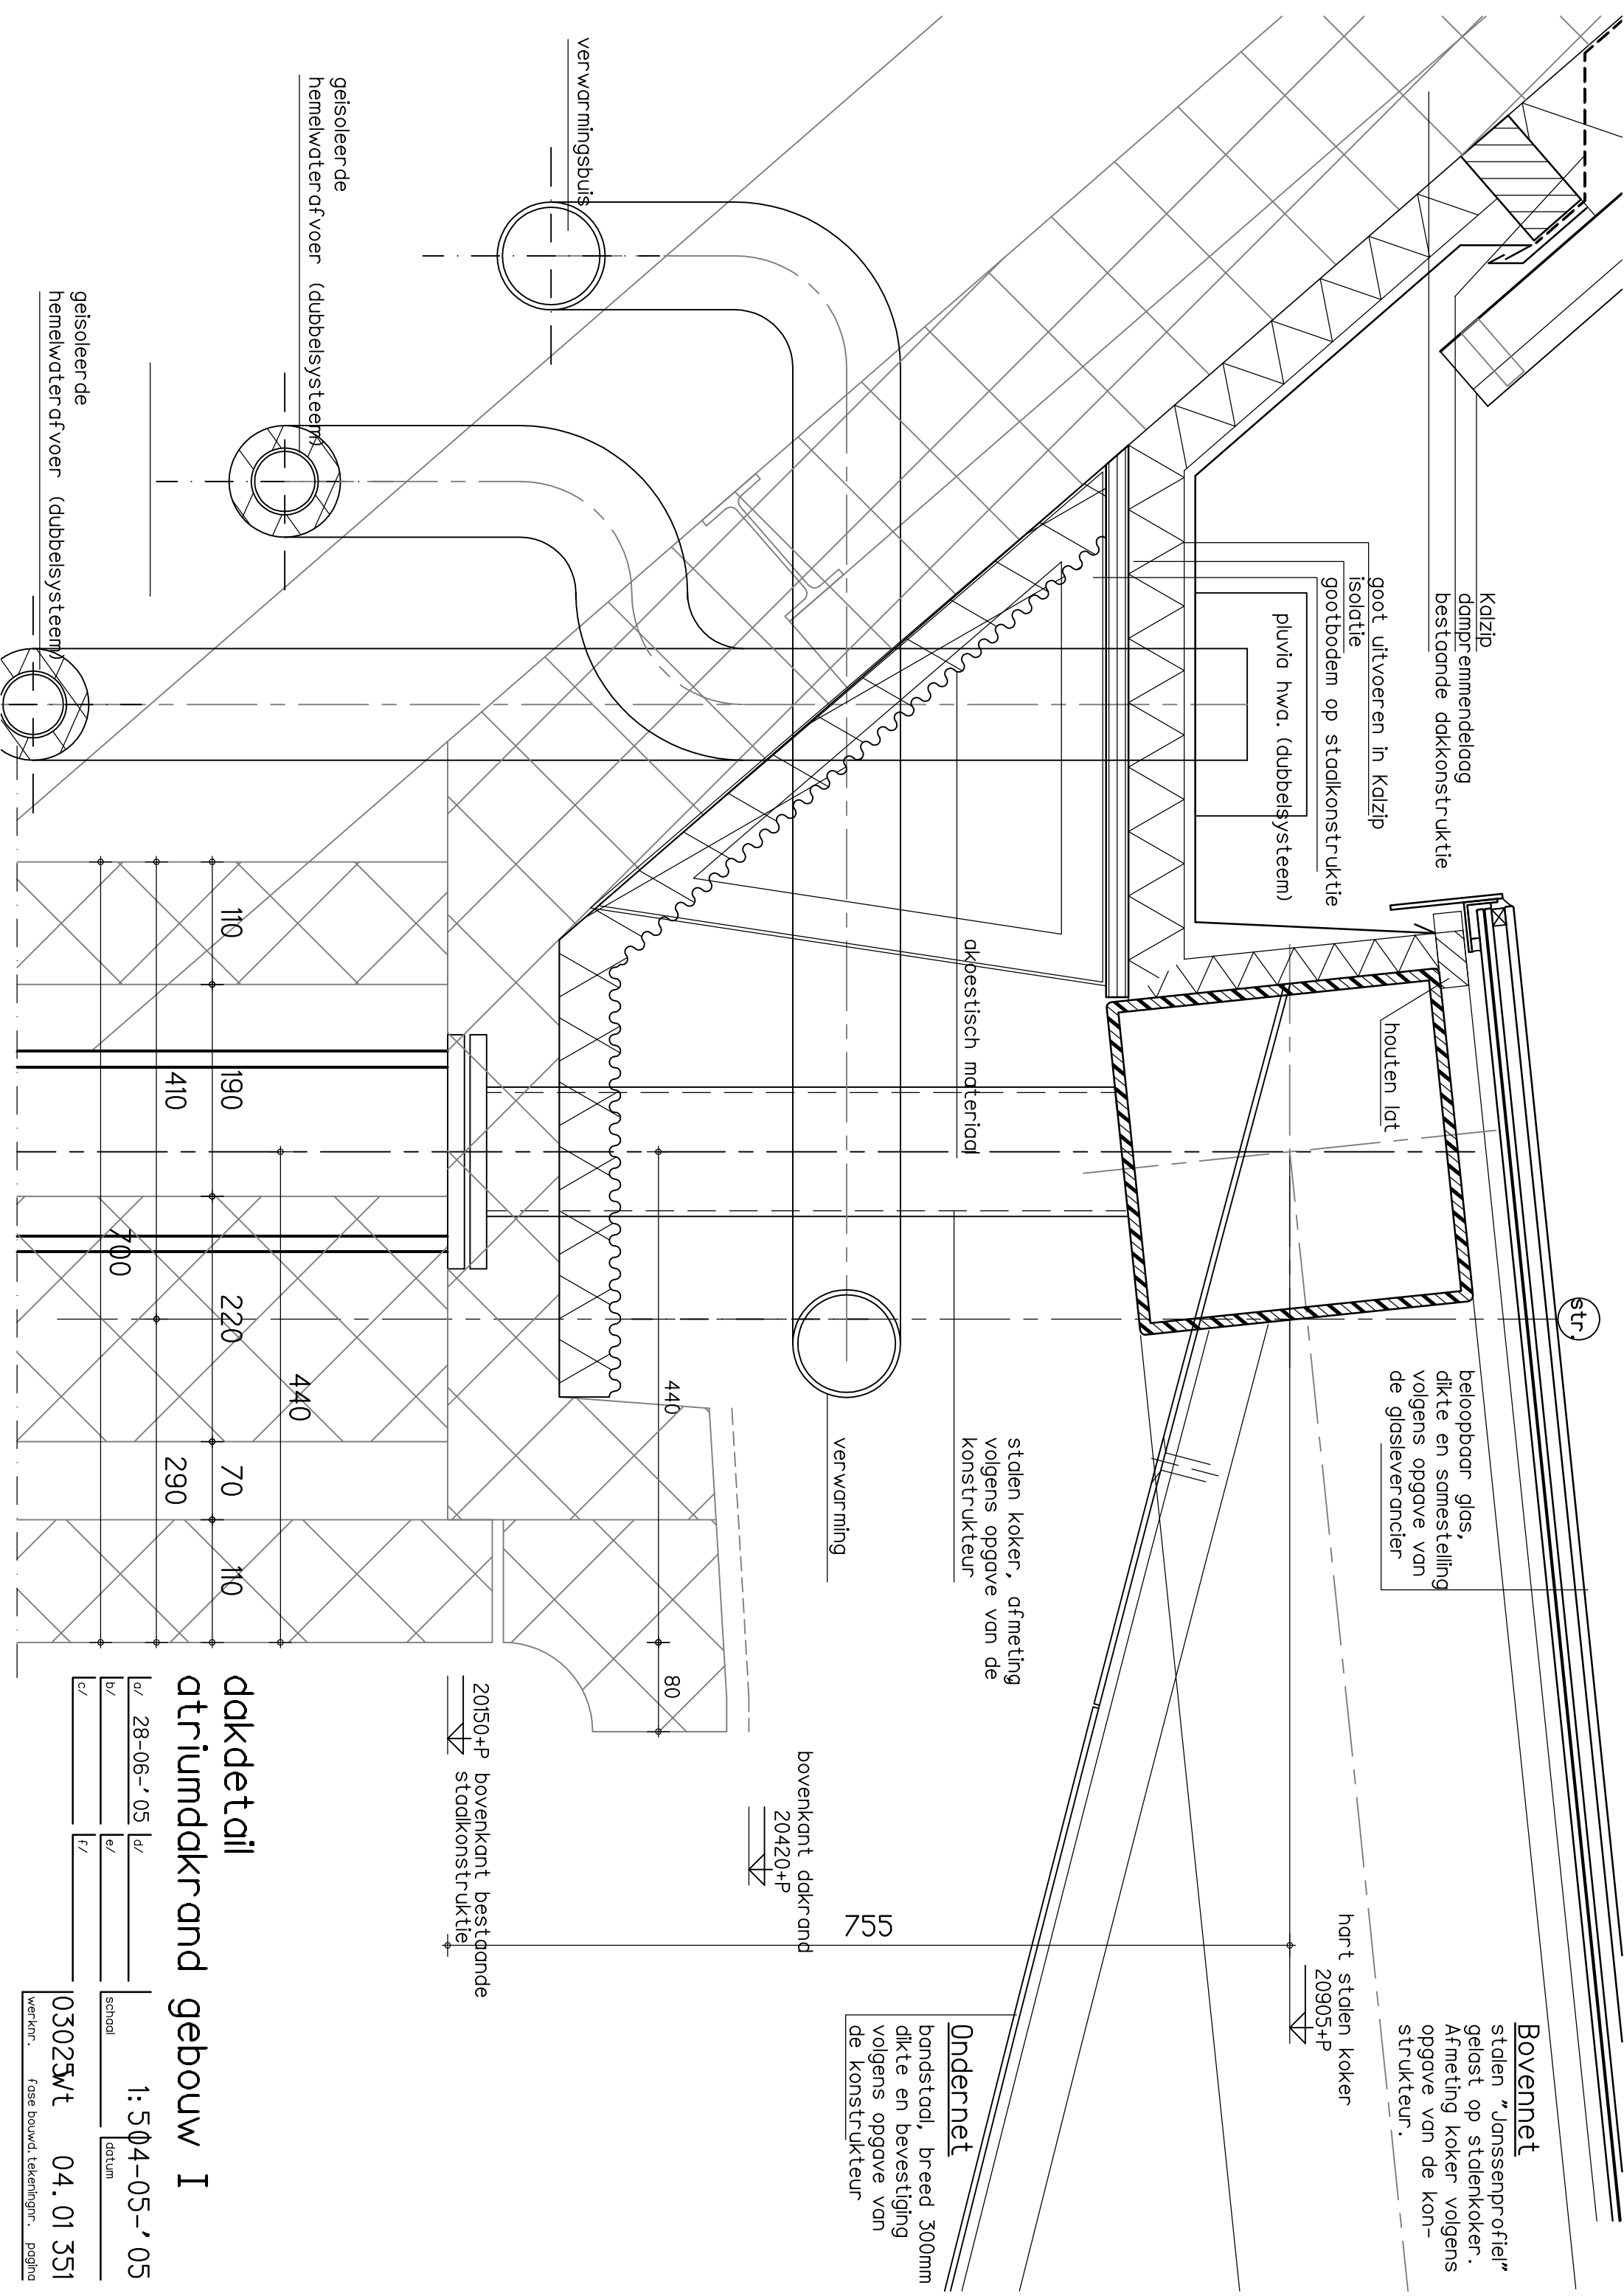 Kalzip
dampremmendelaag
bestaande dakkonstruktie
goot uitvoeren in Kalzip
isolatie
gootbodem op staalkonstruktie
pluvia hwa. (dubbelsysteem)
verwarmingsbuis
geisoleerde
hemelwaterafvoer (dubbelsysteem)
geisoleerde
hemelwaterafvoer (dubbelsysteem)
akoestisch materiaal
houten lat
str.
beloopbaar glas,
dikte en samestelling
volgens opgave van
de glasleverancier
stalen koker, afmeting
volgens opgave van de
konstrukteur
verwarming
Bovennet
stalen "Janssenprofiel"
gelast op stalenkoker.
Afmeting koker volgens
opgave van de kon-
strukteur.
hart stalen koker
20905+P
Ondernet
bandstaal, breed 300mm
dikte en bevestiging
volgens opgave van
de konstrukteur
755
bovenkant dakrand
20420+P
20150+P bovenkant bestaande
staalkonstruktie
440
80
440
110
190
220
70
110
410
290
700
dakdetail
atriumdakrand gebouw I
a/ 28-06-'05
b/
c/
d/
e/
f/
schaal
1:5
datum
04-05-'05
03025 wt 04.01 351
werknr. fase bouwd.tekeningnr. pagina